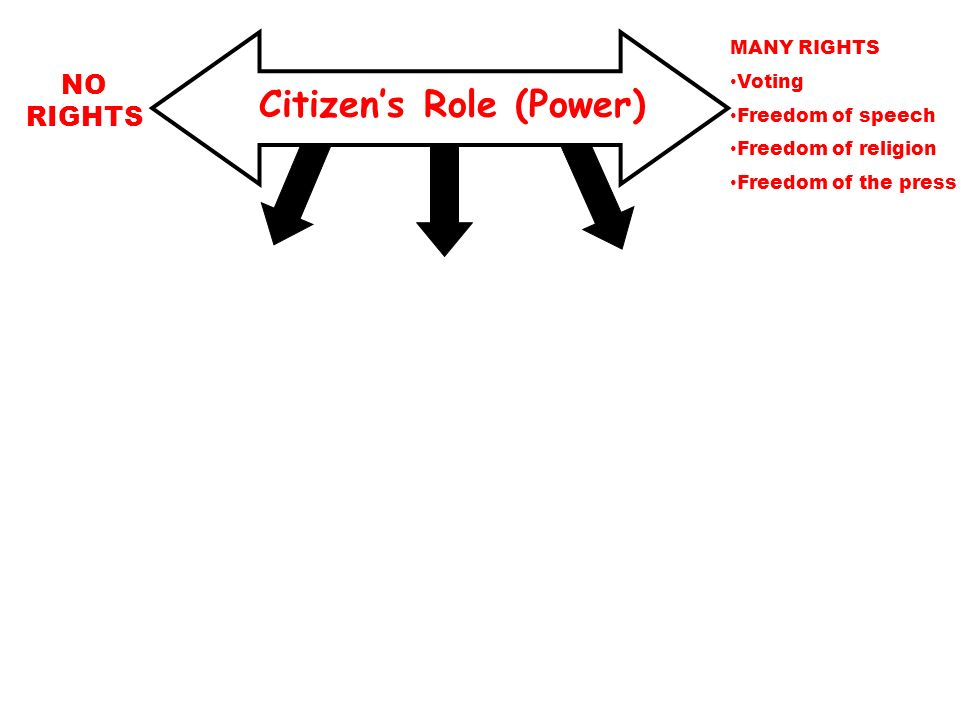 NO
RIGHTS
Citizen’s Role (Power)
MANY RIGHTS
•Voting
•Freedom of speech
•Freedom of religion
•Freedom of the press